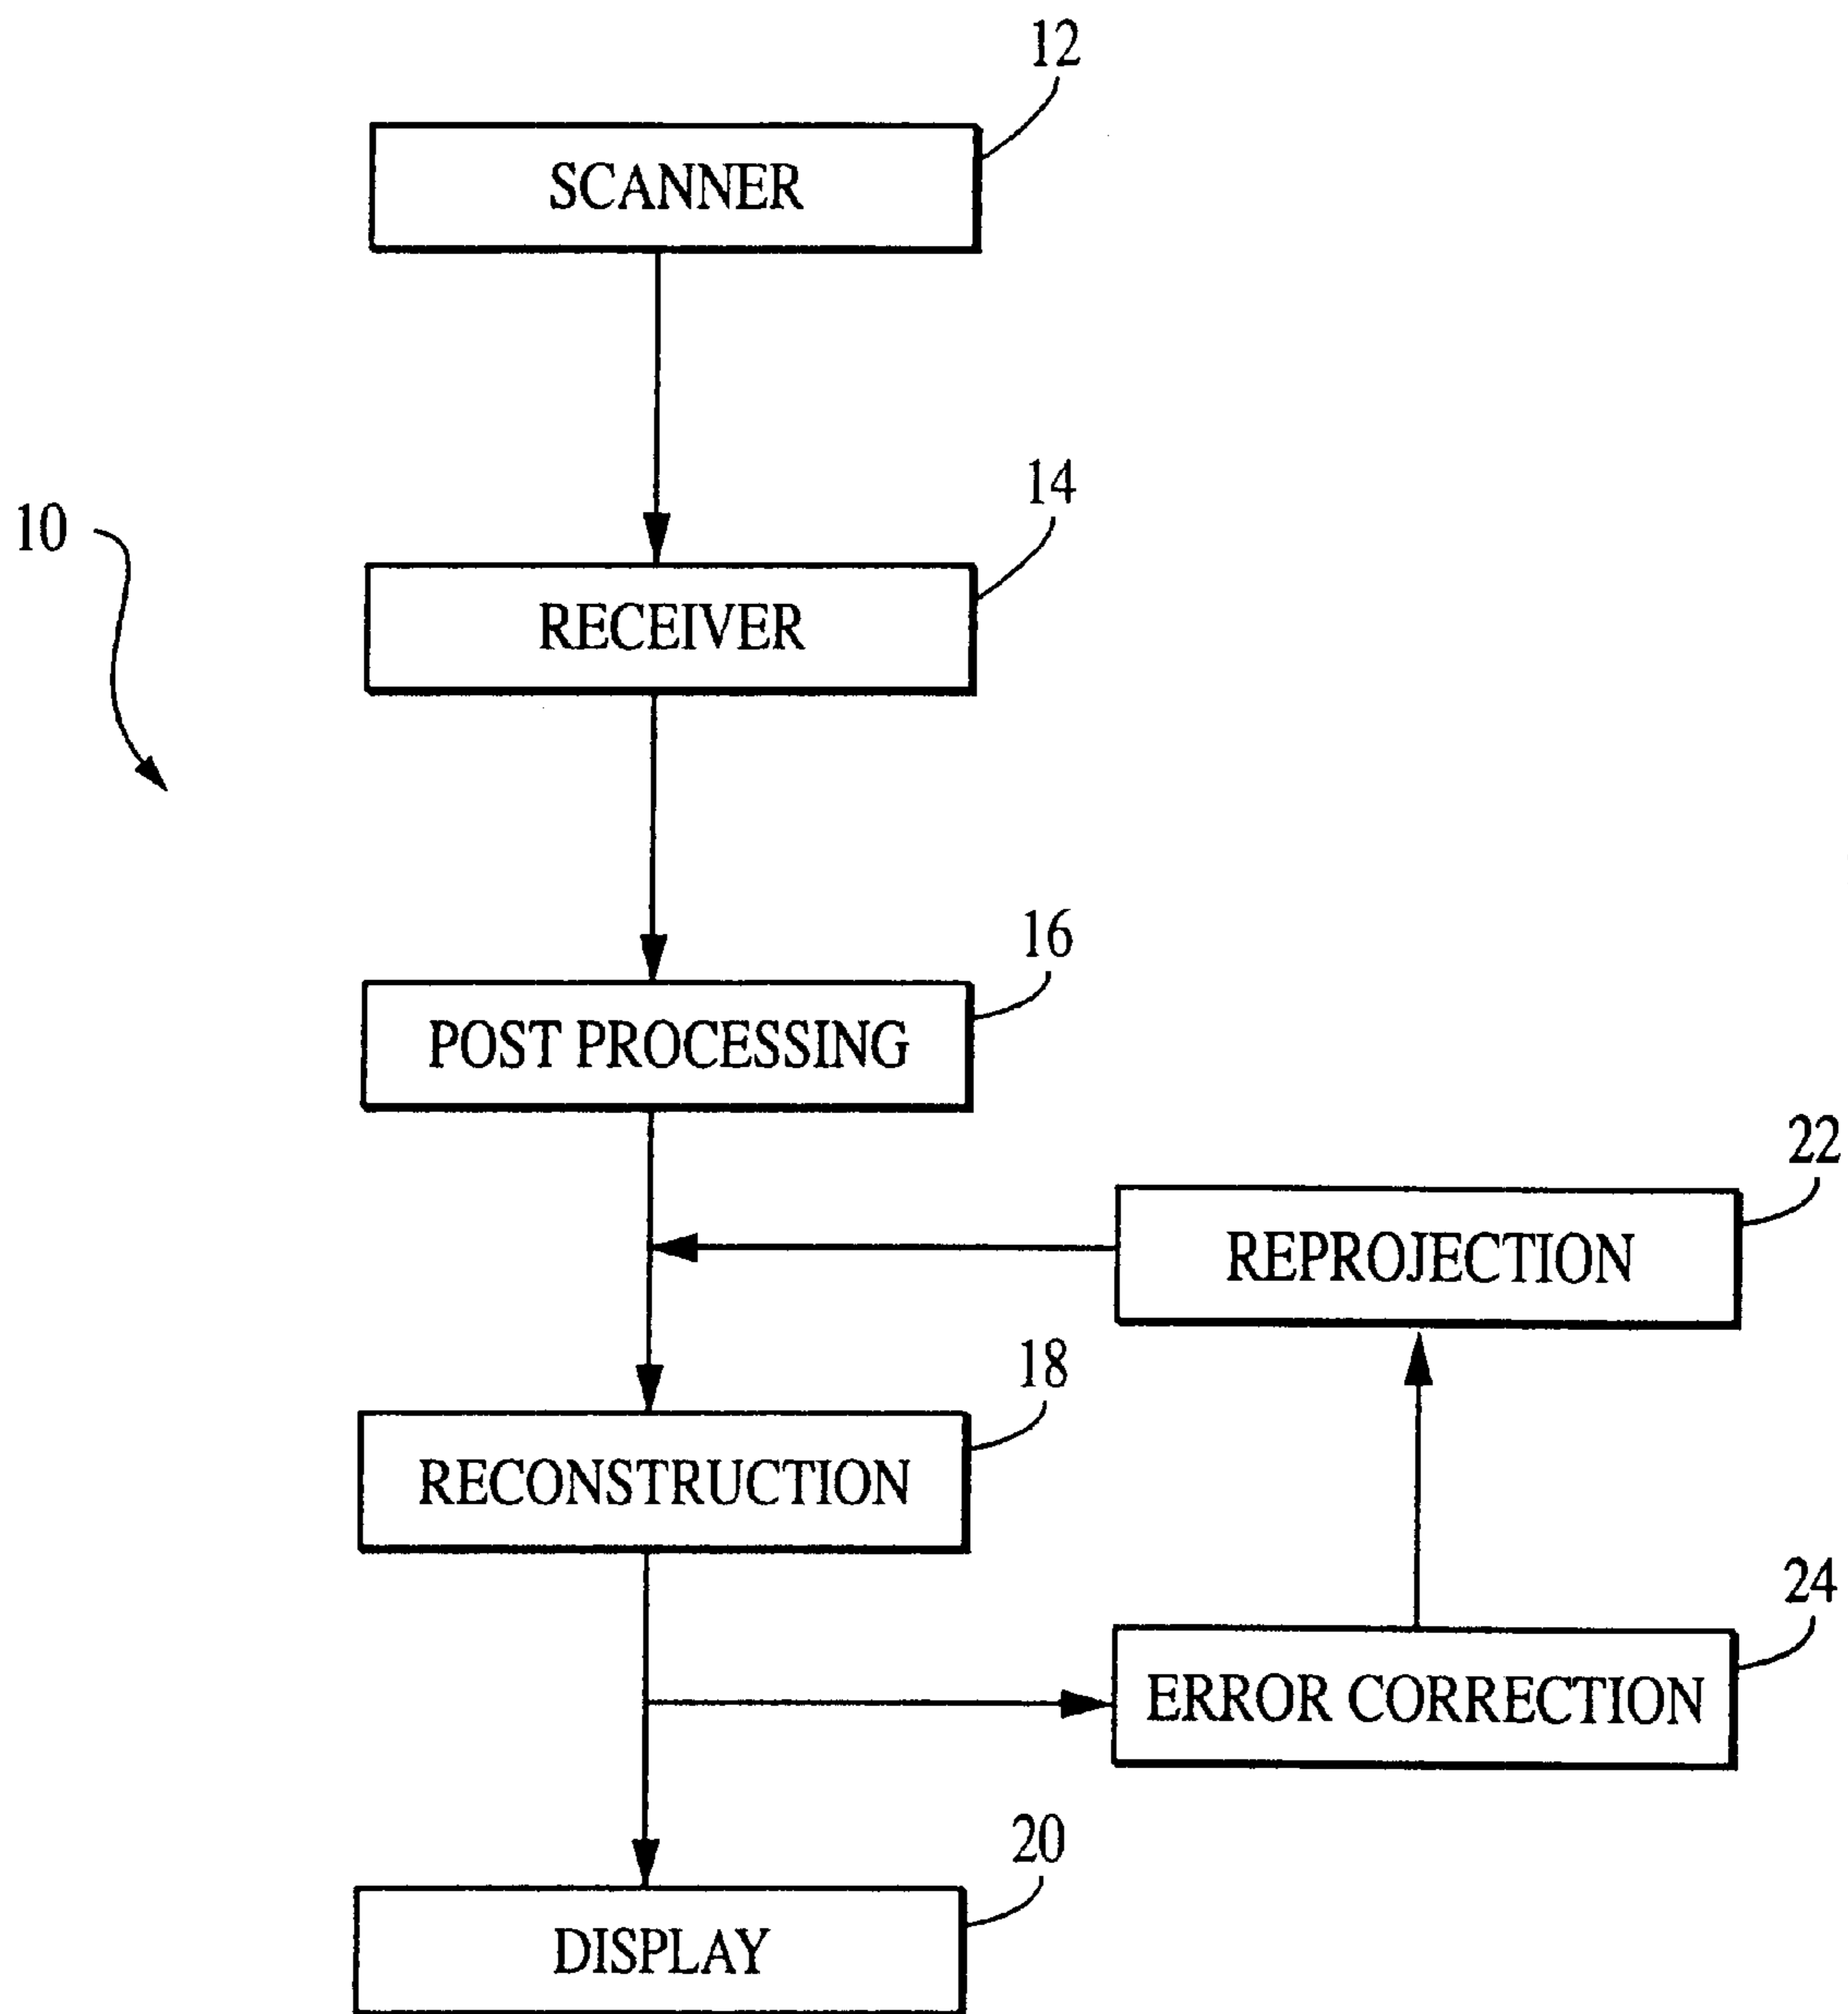 12
SCANNER
14
10
RECEIVER
16
POST PROCESSING
22
REPROJECTION
18
RECONSTRUCTION
24
ERROR CORRECTION
20
DISPLAY